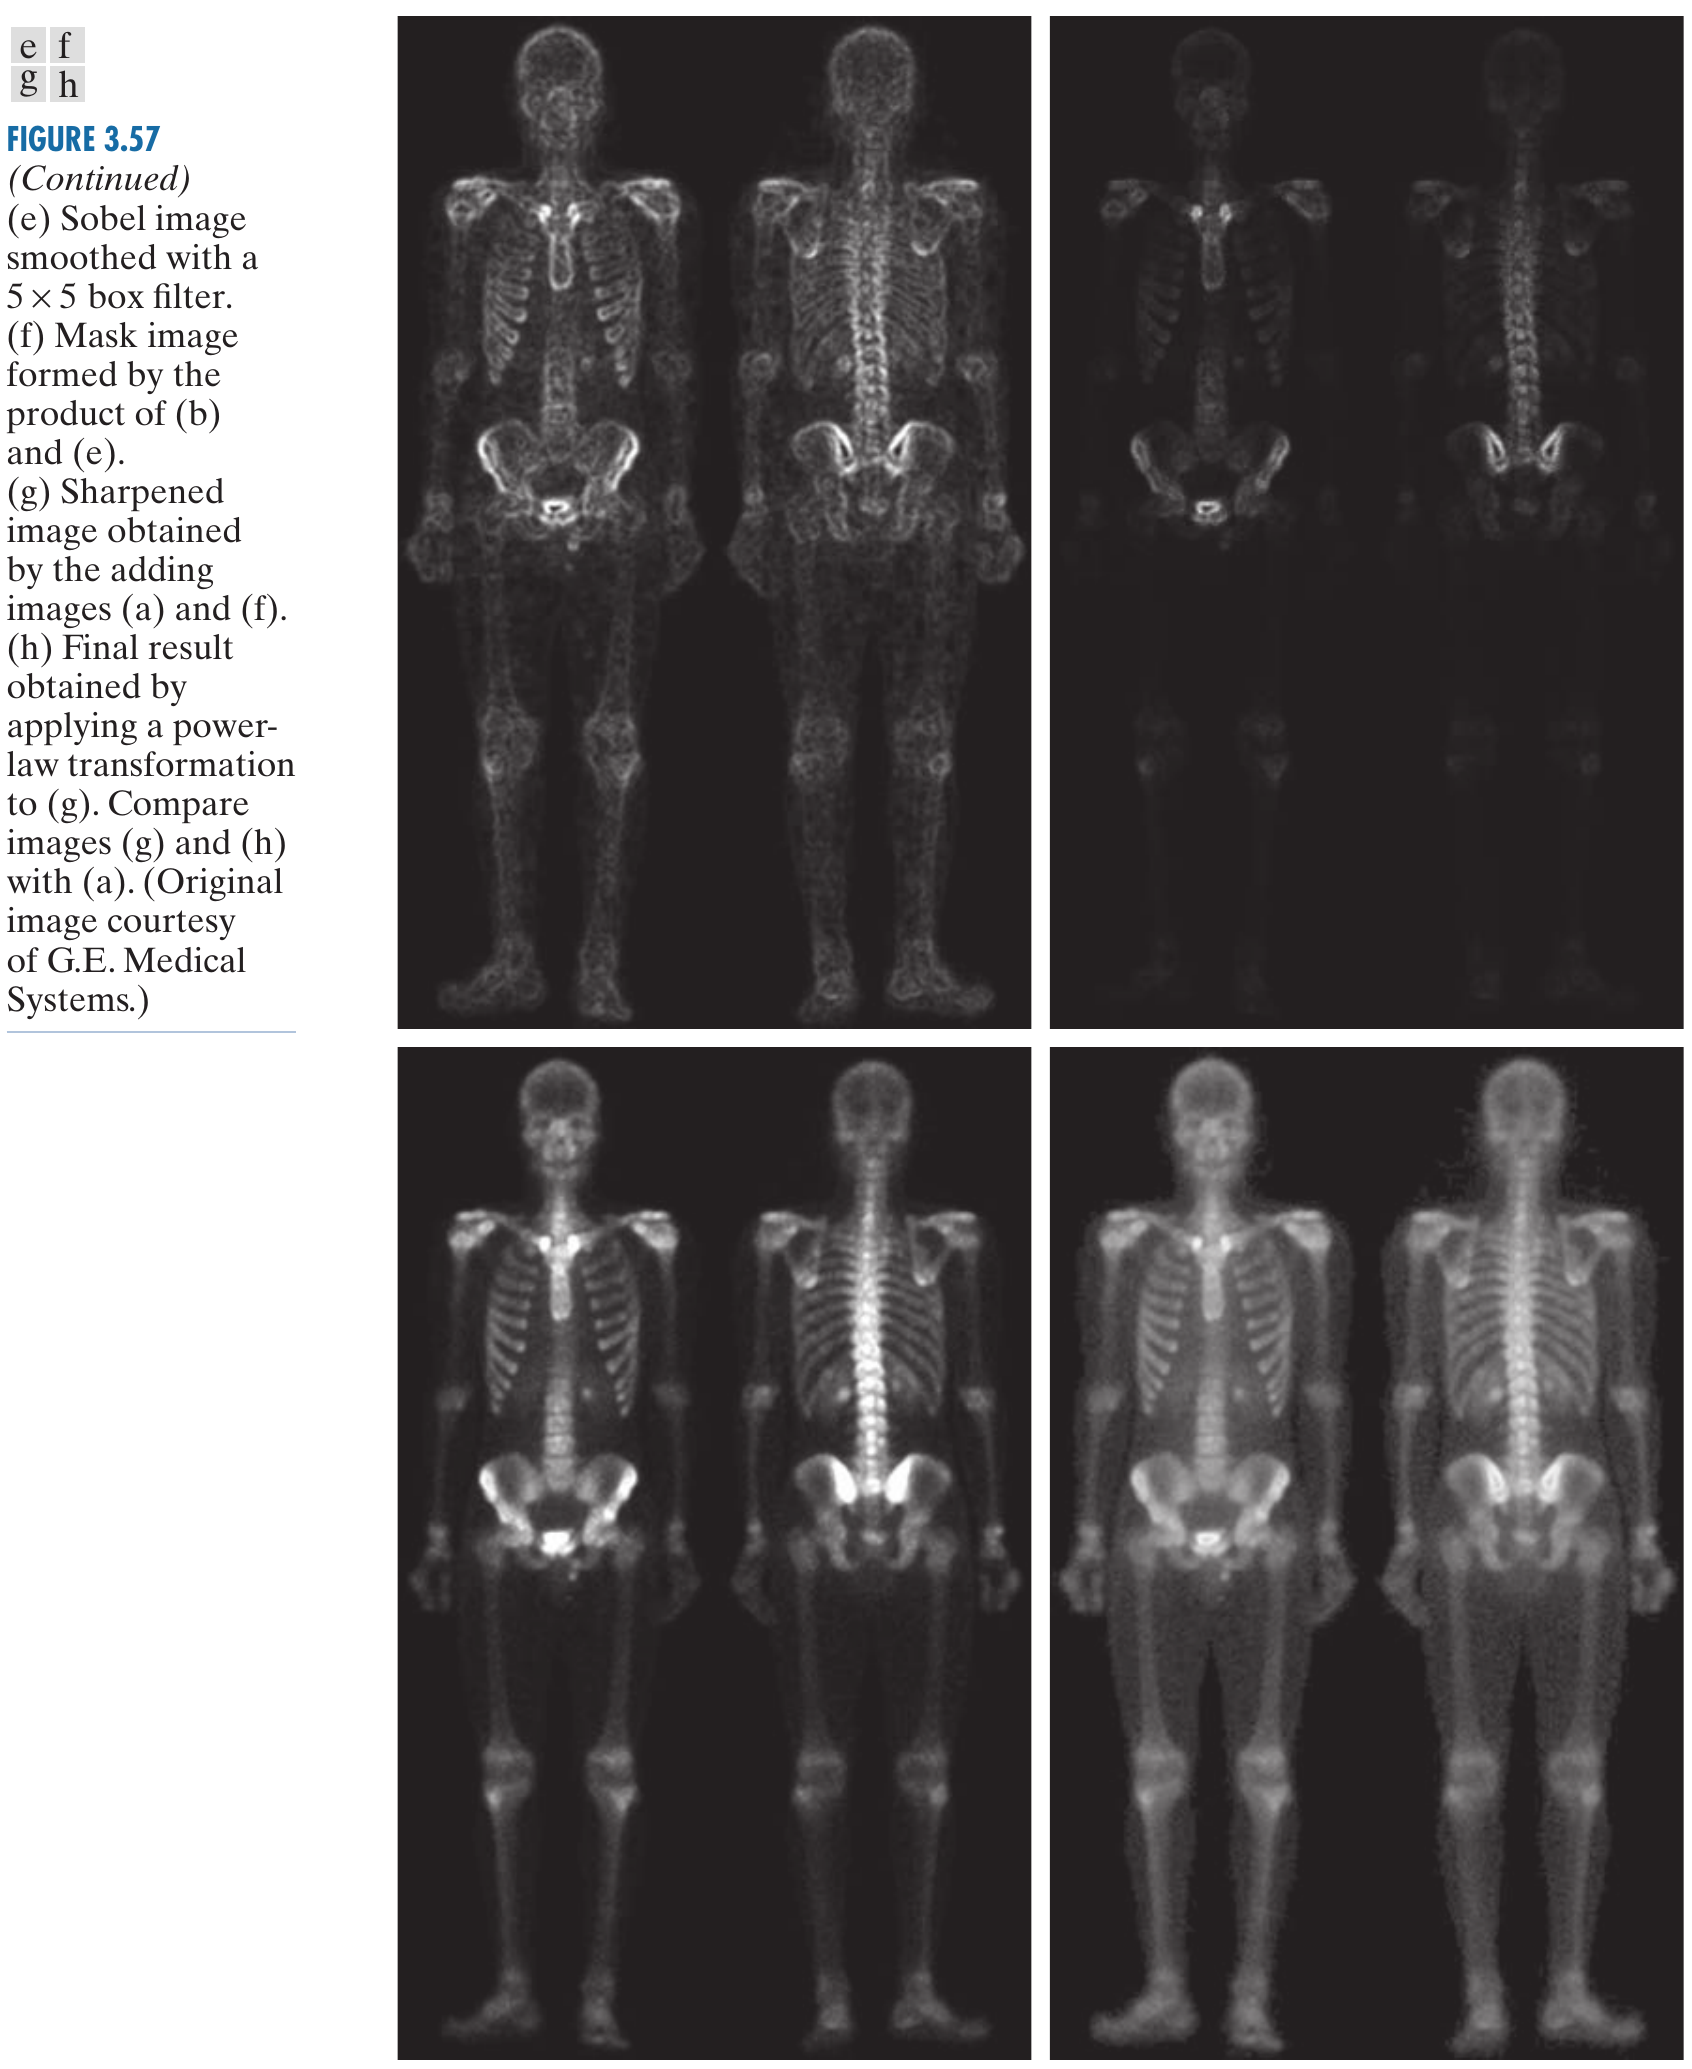 e f
g h
FIGURE 3.57
(Continued)
(e) Sobel image
smoothed with a
5 × 5 box filter.
(f) Mask image
formed by the
product of (b)
and (e).
(g) Sharpened
image obtained
by the adding
images (a) and (f).
(h) Final result
obtained by
applying a power-
law transformation
to (g). Compare
images (g) and (h)
with (a). (Original
image courtesy
of G.E. Medical
Systems.)